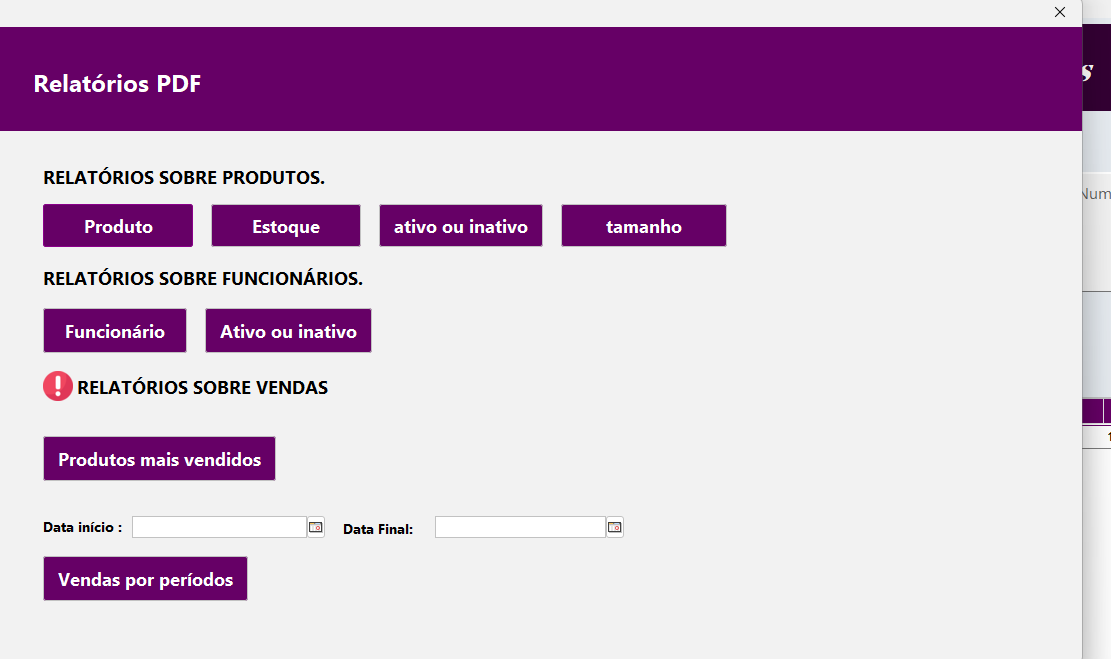 Relatórios PDF
RELATÓRIOS SOBRE PRODUTOS.
Produto Estoque ativo ou inativo tamanho
RELATÓRIOS SOBRE FUNCIONÁRIOS.
Funcionário Ativo ou inativo
RELATÓRIOS SOBRE VENDAS
Produtos mais vendidos
Data início : Data Final:
Vendas por períodos
s
Num
1